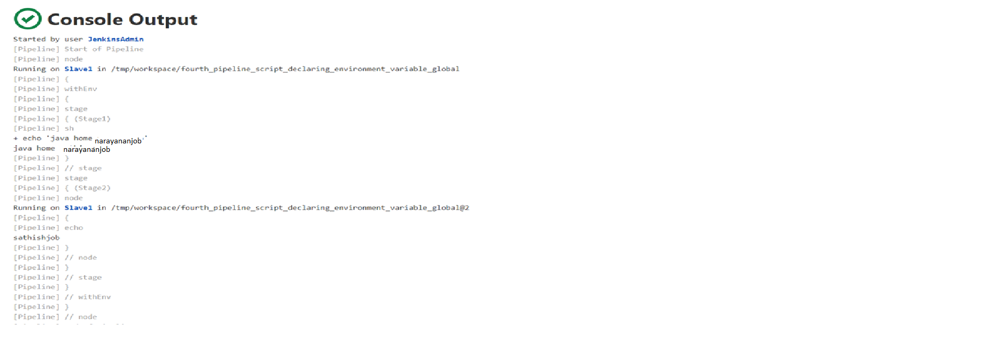 Console Output
Started by user JenkinsAdmin
[Pipeline] Start of Pipeline
[Pipeline] node
Running on Slave1 in /tmp/workspace/fourth_pipeline_script_declaring_environment_variable_global
[Pipeline] {
[Pipeline] withEnv
[Pipeline] {
[Pipeline] stage
[Pipeline] { (Stage1)
[Pipeline] sh
+ echo 'java home narayananjob''
java home narayananjob
[Pipeline] }
[Pipeline] // stage
[Pipeline] stage
[Pipeline] { (Stage2)
[Pipeline] node
Running on Slave1 in /tmp/workspace/fourth_pipeline_script_declaring_environment_variable_global@2
[Pipeline] {
[Pipeline] echo
sathishjob
[Pipeline] }
[Pipeline] // node
[Pipeline] }
[Pipeline] // stage
[Pipeline] }
[Pipeline] // withEnv
[Pipeline] }
[Pipeline] // node